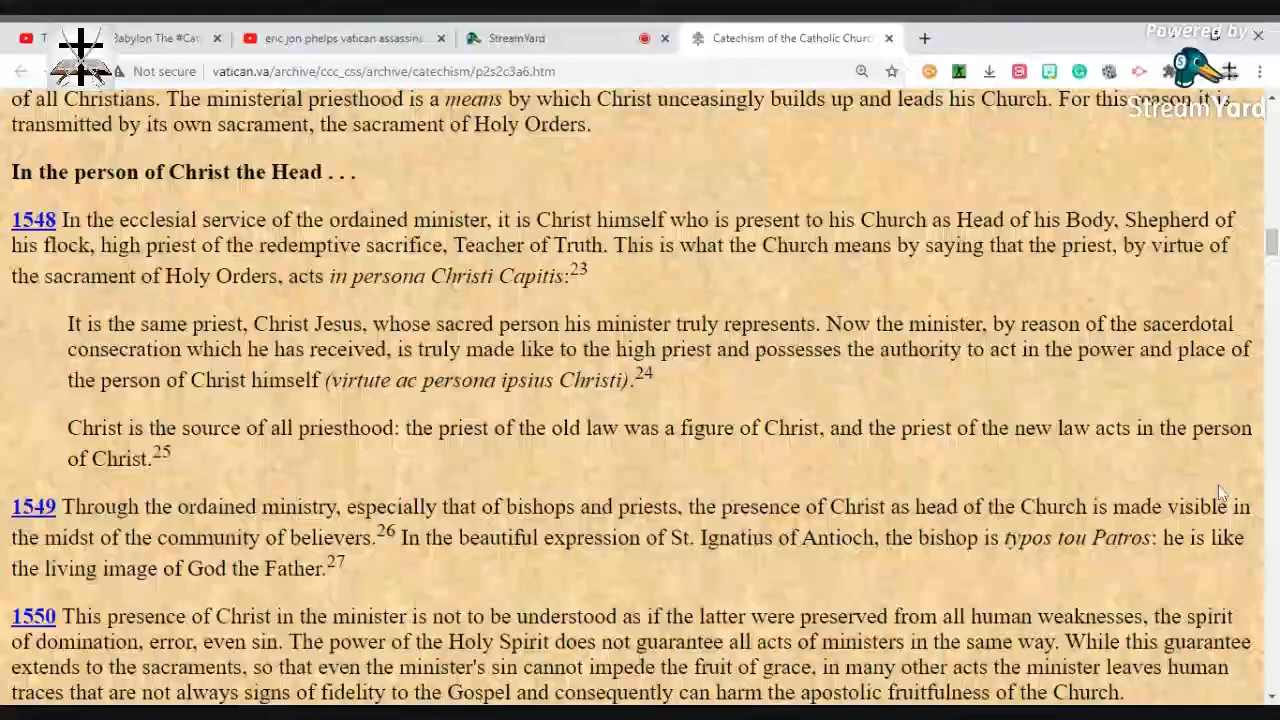 T
Babylon The #Cat
eric jon phelps vatican assassin
StreamYard
Catechism of the Catholic Churc
Powered by
Not secure
vatican.va/archive/ccc_css/archive/catechism/p2s2c3a6.htm
StreamYard
of all Christians. The ministerial priesthood is a means by which Christ unceasingly builds up and leads his Church. For this reason it is
transmitted by its own sacrament, the sacrament of Holy Orders.
In the person of Christ the Head . . .
1548 In the ecclesial service of the ordained minister, it is Christ himself who is present to his Church as Head of his Body, Shepherd of
his flock, high priest of the redemptive sacrifice, Teacher of Truth. This is what the Church means by saying that the priest, by virtue of
the sacrament of Holy Orders, acts in persona Christi Capitis:23
It is the same priest, Christ Jesus, whose sacred person his minister truly represents. Now the minister, by reason of the sacerdotal
consecration which he has received, is truly made like to the high priest and possesses the authority to act in the power and place of
the person of Christ himself (virtute ac persona ipsius Christi).24
Christ is the source of all priesthood: the priest of the old law was a figure of Christ, and the priest of the new law acts in the person
of Christ.25
1549 Through the ordained ministry, especially that of bishops and priests, the presence of Christ as head of the Church is made visible in
the midst of the community of believers.26 In the beautiful expression of St. Ignatius of Antioch, the bishop is typos tou Patros: he is like
the living image of God the Father.27
1550 This presence of Christ in the minister is not to be understood as if the latter were preserved from all human weaknesses, the spirit
of domination, error, even sin. The power of the Holy Spirit does not guarantee all acts of ministers in the same way. While this guarantee
extends to the sacraments, so that even the minister's sin cannot impede the fruit of grace, in many other acts the minister leaves human
traces that are not always signs of fidelity to the Gospel and consequently can harm the apostolic fruitfulness of the Church.